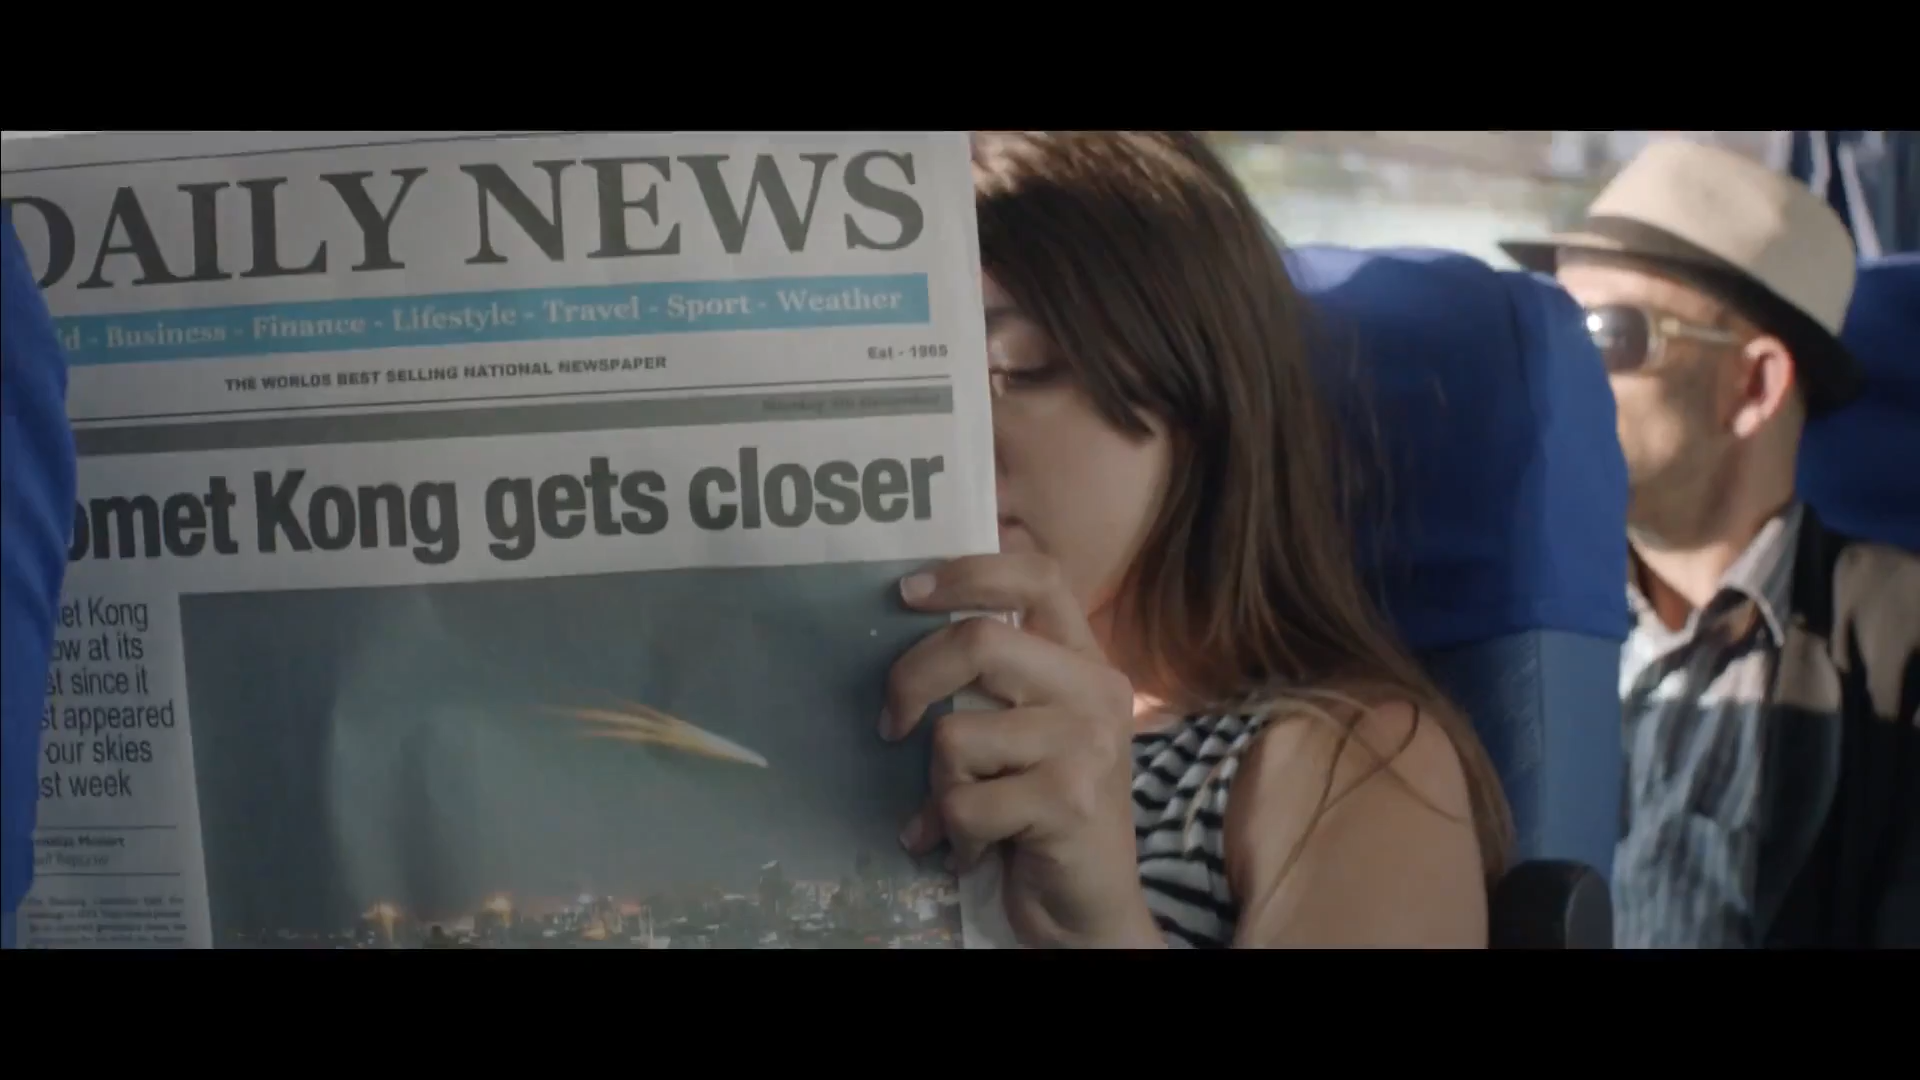 DAILY NEWS
ld - Business - Finance - Lifestyle - Travel - Sport - Weather
THE WORLDS BEST SELLING NATIONAL NEWSPAPER
Est - 1965
omet Kong gets closer
et Kong
ow at its
st since it
st appeared
our skies
st week